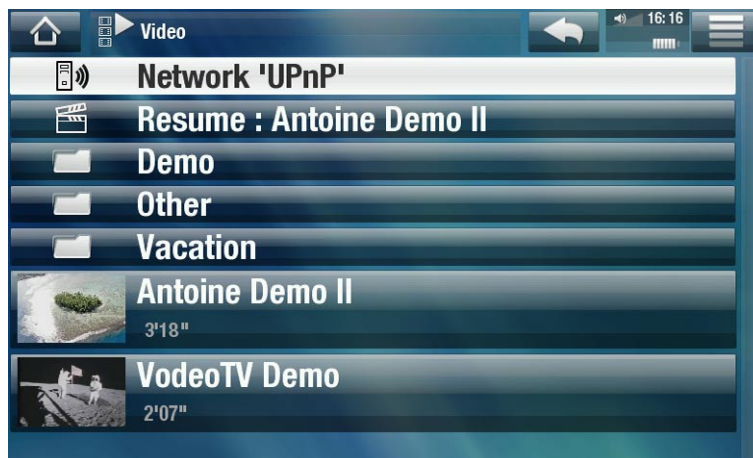 Video
16:16
Network 'UPnP'
Resume : Antoine Demo II
Demo
Other
Vacation
Antoine Demo II
3'18"
VodeoTV Demo
2'07"